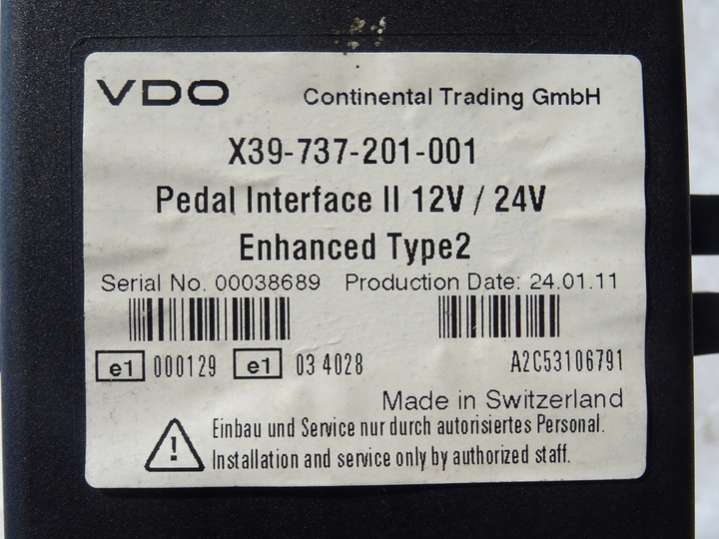 VDO Continental Trading GmbH
X39-737-201-001
Pedal Interface II 12V / 24V
Enhanced Type2
Serial No. 00038689 Production Date: 24.01.11
e1 000129 e1 03 4028 A2C53106791
Made in Switzerland
Einbau und Service nur durch autorisiertes Personal.
Installation and service only by authorized staff.